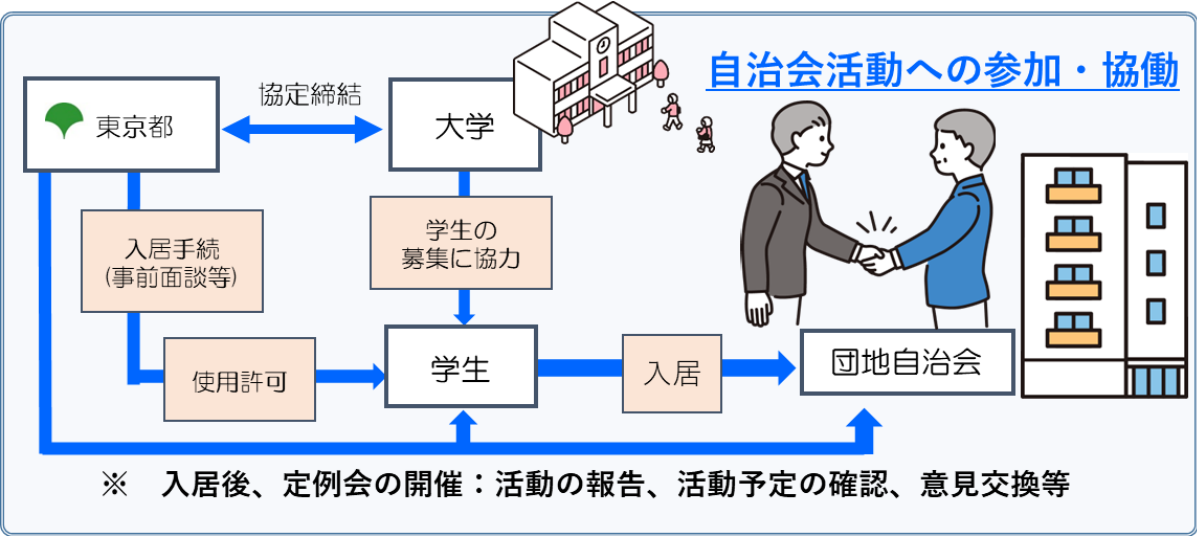 自治会活動への参加・協働
東京都
協定締結
大学
入居手続
(事前面談等)
学生の
募集に協力
使用許可
学生
入居
団地自治会
※ 入居後、定例会の開催：活動の報告、活動予定の確認、意見交換等